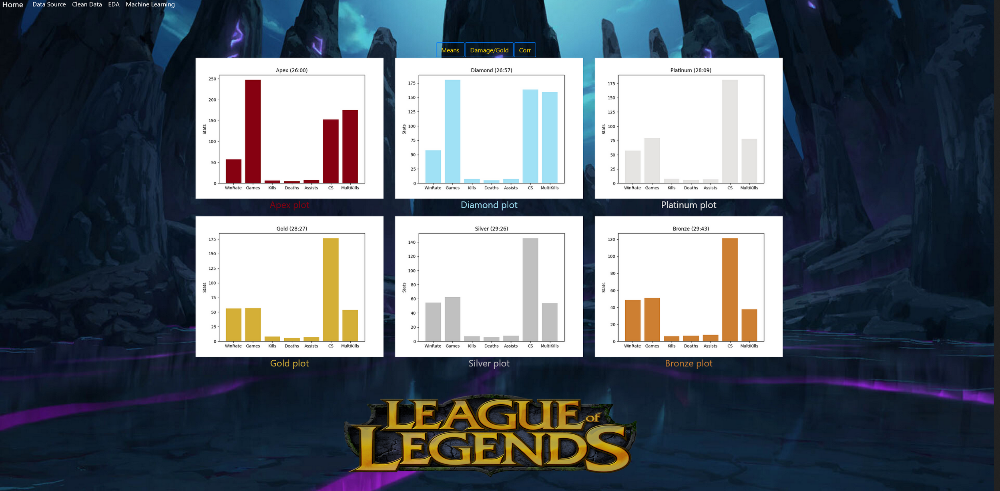 Home Data Source Clean Data EDA Machine Learning
Means Damage/Gold Corr
Apex (26:00)
250
200
150
100
50
0
Stats
WinRate Games Kills Deaths Assists CS MultiKills
Apex plot
Diamond (26:57)
175
150
125
100
75
50
25
0
Stats
WinRate Games Kills Deaths Assists CS MultiKills
Diamond plot
Platinum (28:09)
175
150
125
100
75
50
25
0
Stats
WinRate Games Kills Deaths Assists CS MultiKills
Platinum plot
Gold (28:27)
175
150
125
100
75
50
25
0
Stats
WinRate Games Kills Deaths Assists CS MultiKills
Gold plot
Silver (29:26)
140
120
100
80
60
40
20
0
Stats
WinRate Games Kills Deaths Assists CS MultiKills
Silver plot
Bronze (29:43)
120
100
80
60
40
20
0
Stats
WinRate Games Kills Deaths Assists CS MultiKills
Bronze plot
LEAGUE of
LEGENDS®